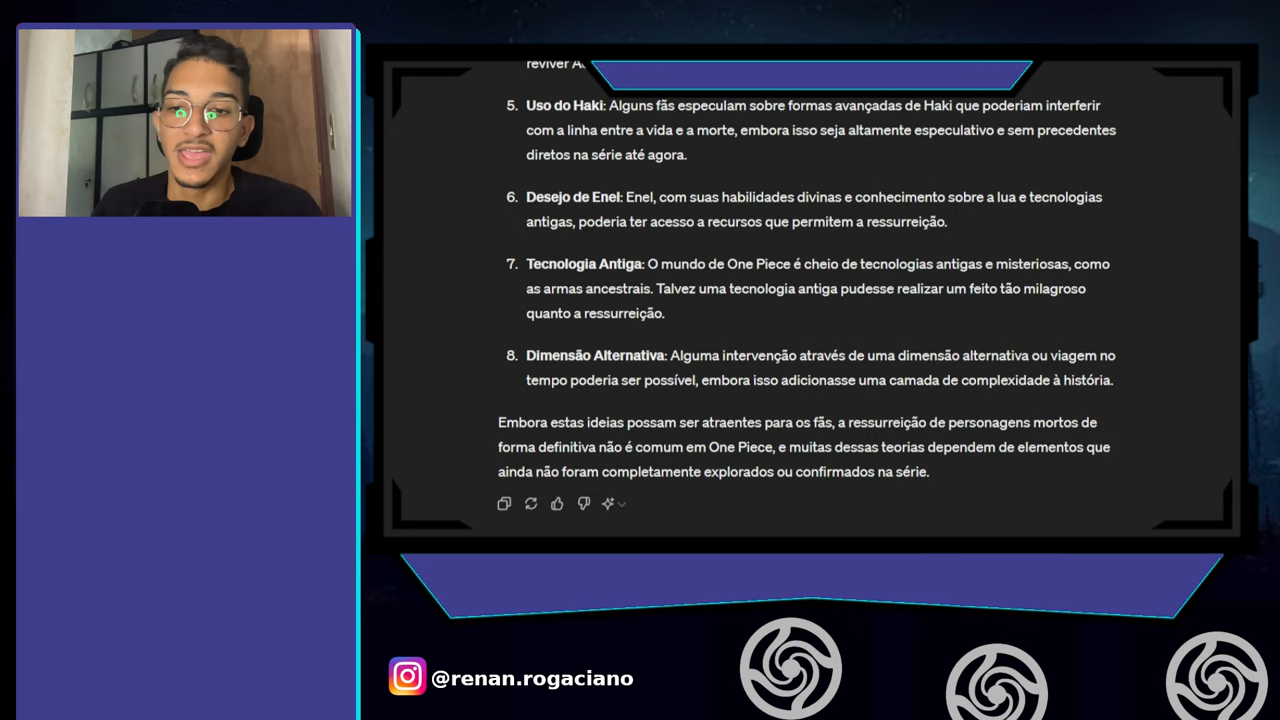 reviver A
5. Uso do Haki: Alguns fãs especulam sobre formas avançadas de Haki que poderiam interferir
com a linha entre a vida e a morte, embora isso seja altamente especulativo e sem precedentes
diretos na série até agora.
6. Desejo de Enel: Enel, com suas habilidades divinas e conhecimento sobre a lua e tecnologias
antigas, poderia ter acesso a recursos que permitem a ressurreição.
7. Tecnologia Antiga: O mundo de One Piece é cheio de tecnologias antigas e misteriosas, como
as armas ancestrais. Talvez uma tecnologia antiga pudesse realizar um feito tão milagroso
quanto a ressurreição.
8. Dimensão Alternativa: Alguma intervenção através de uma dimensão alternativa ou viagem no
tempo poderia ser possível, embora isso adicionasse uma camada de complexidade à história.
Embora estas ideias possam ser atraentes para os fãs, a ressurreição de personagens mortos de
forma definitiva não é comum em One Piece, e muitas dessas teorias dependem de elementos que
ainda não foram completamente explorados ou confirmados na série.
@renan.rogaciano